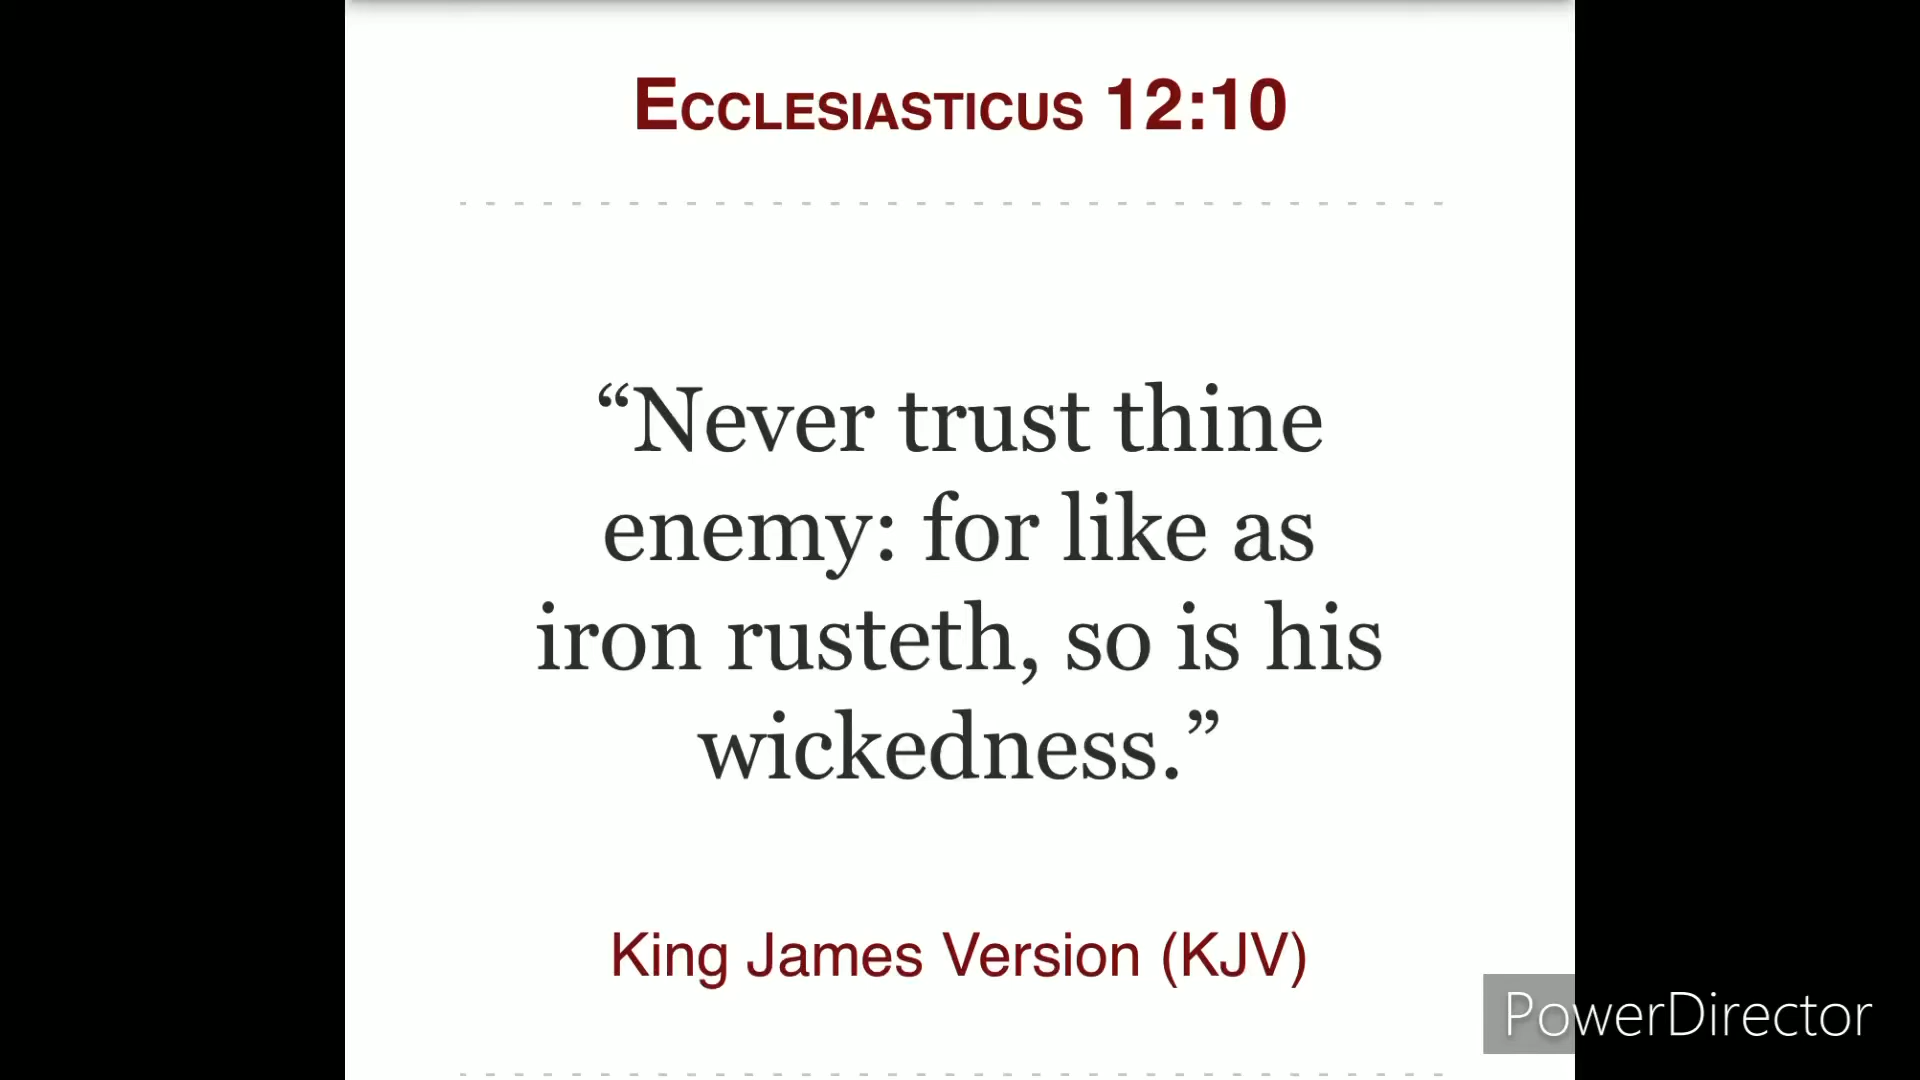 ECCLESIASTICUS 12:10
“Never trust thine
enemy: for like as
iron rusteth, so is his
wickedness.”
King James Version (KJV)
PowerDirector